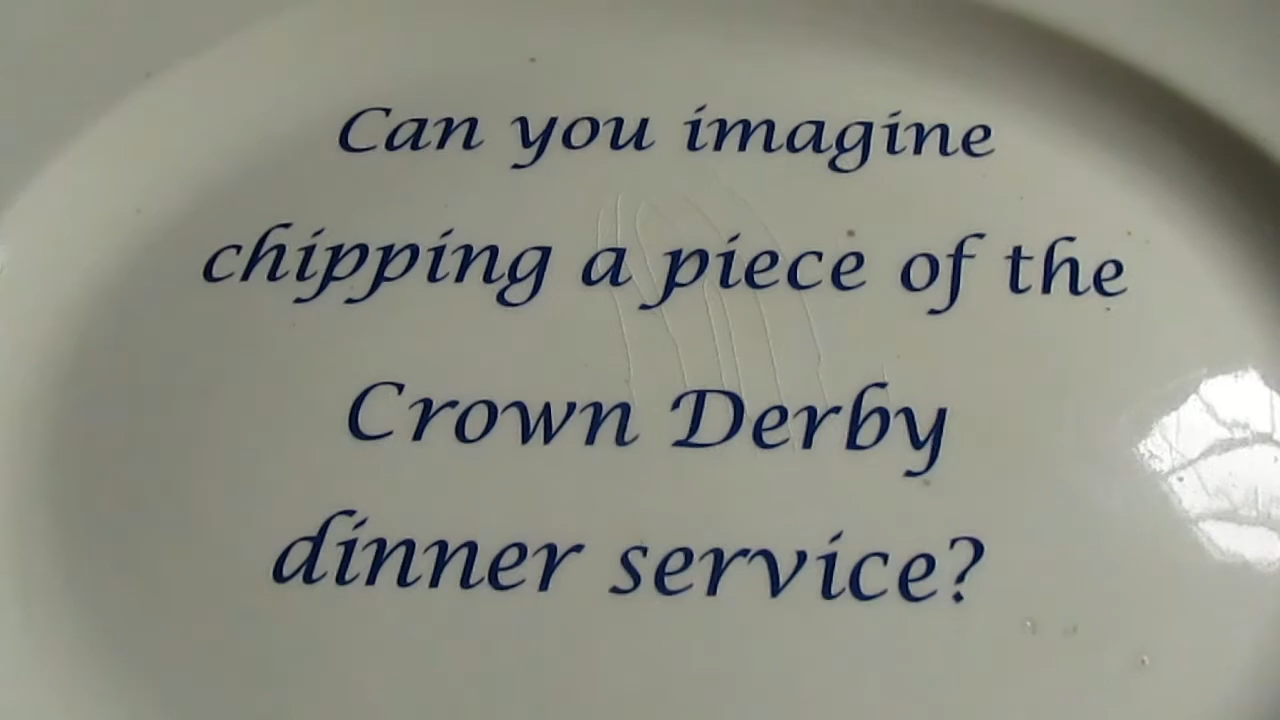 Can you imagine
chipping a piece of the
Crown Derby
dinner service?